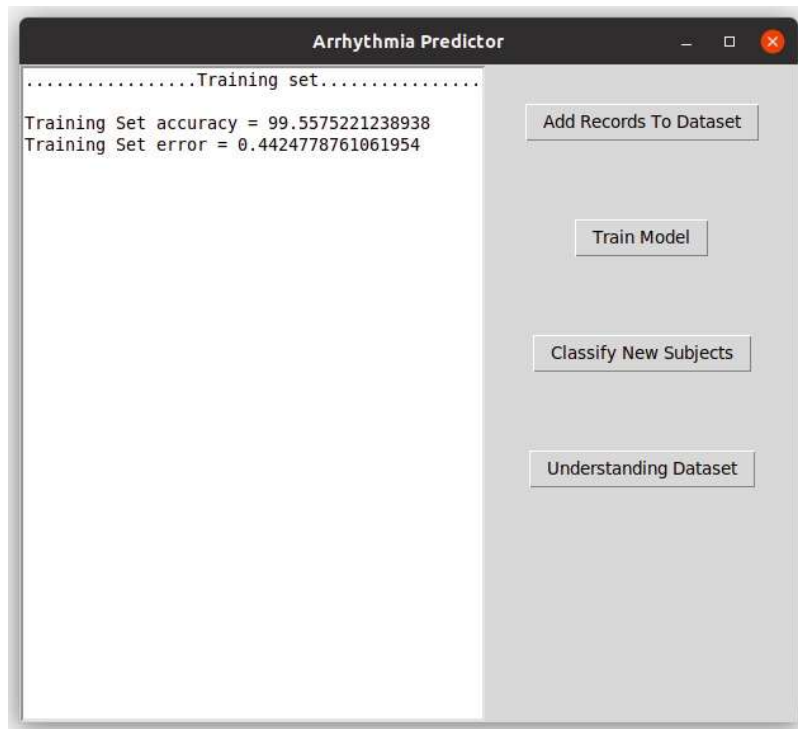 Arrhythmia Predictor
.................Training set................
Training Set accuracy = 99.5575221238938
Training Set error = 0.4424778761061954
Add Records To Dataset
Train Model
Classify New Subjects
Understanding Dataset